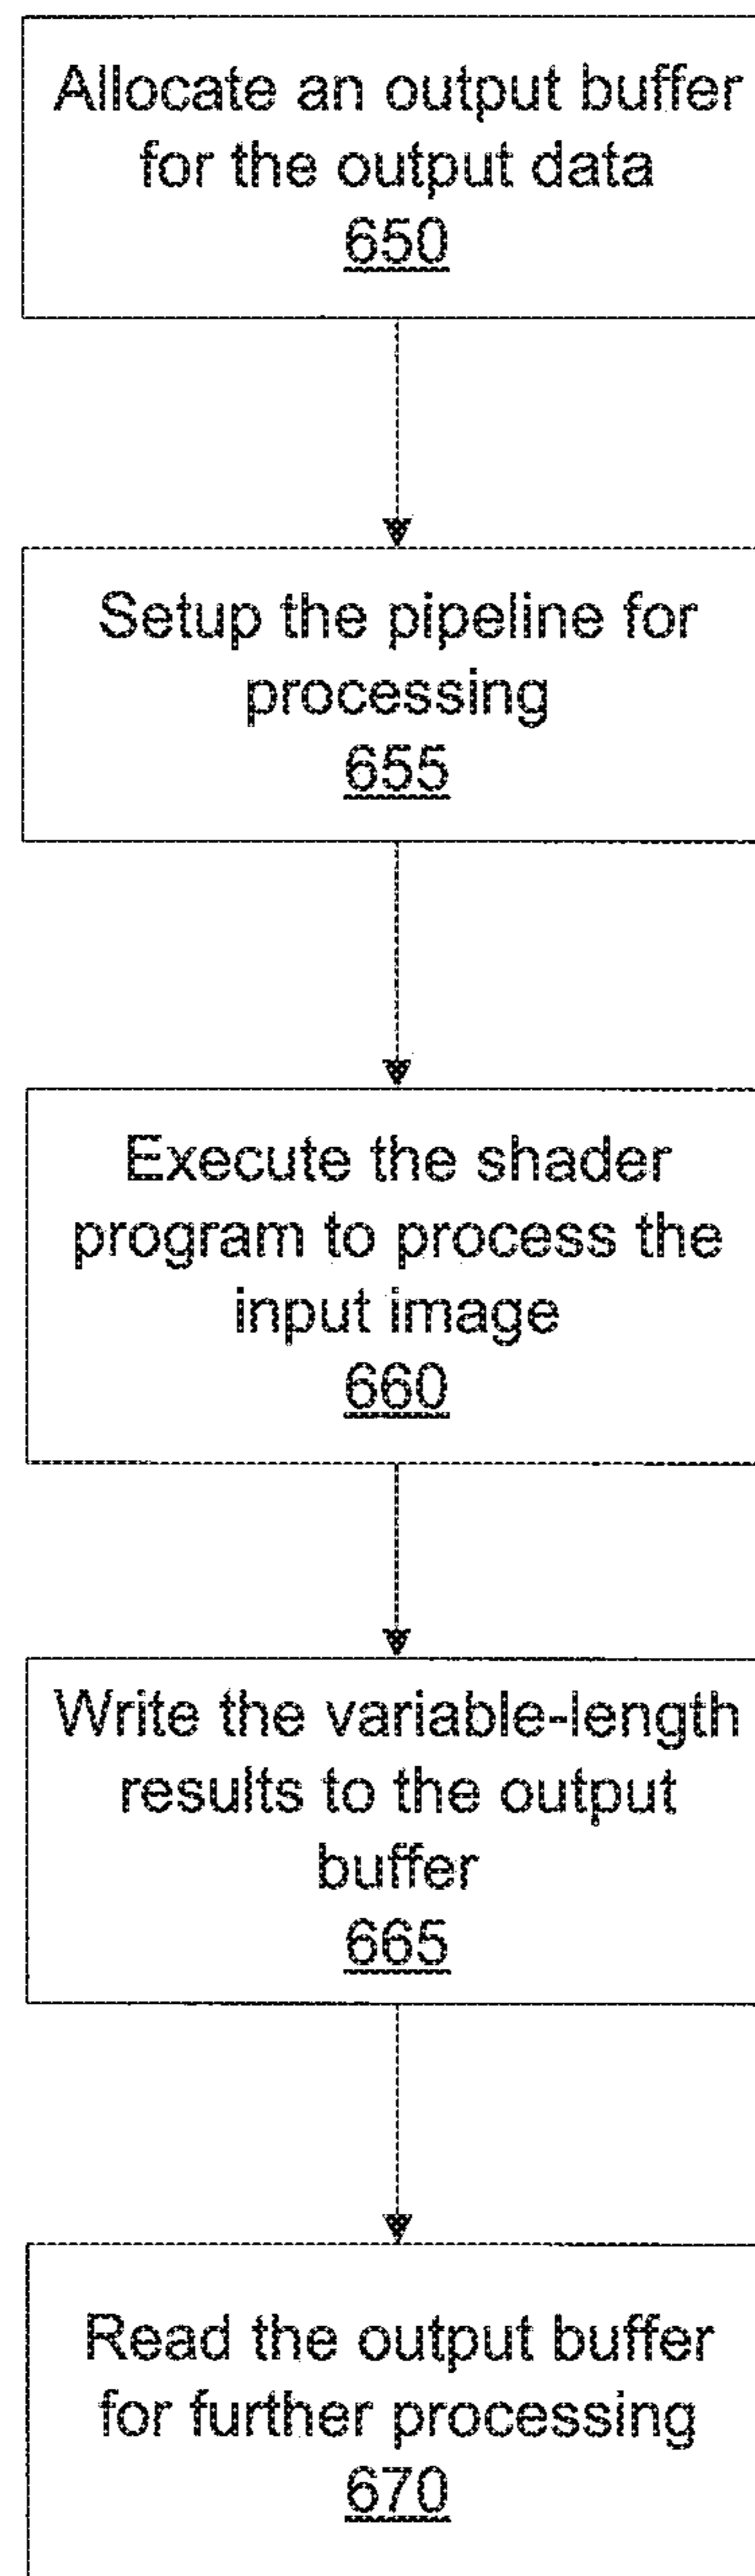 Allocate an output buffer
for the output data
650
Setup the pipeline for
processing
655
Execute the shader
program to process the
input image
660
Write the variable-length
results to the output
buffer
665
Read the output buffer
for further processing
670